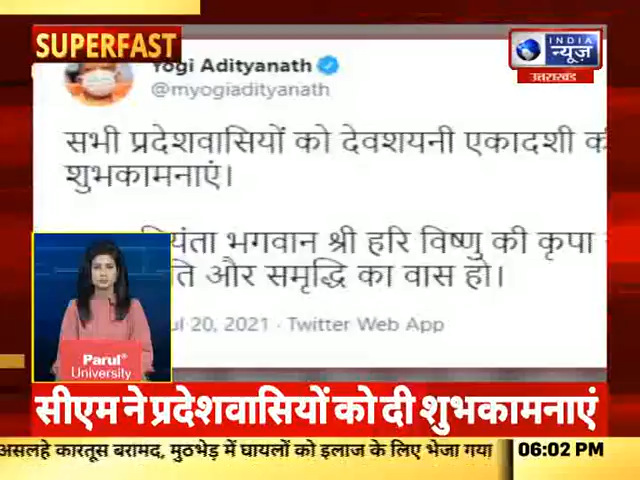 SUPERFAST
INDIA
न्यूज़
उत्तराखंड
Yogi Adityanath
@myogiadityanath
सभी प्रदेशवासियों को देवशयनी एकादशी
शुभकामनाएं।
भगवान श्री हरि विष्णु की कृपा
और समृद्धि का वास हो।
20, 2021 · Twitter Web App
Parul®
University
सीएम ने प्रदेशवासियों को दी शुभकामनाएं
असलहे कारतूस बरामद, मुठभेड़ में घायलों को इलाज के लिए भेजा गया
06:02 PM